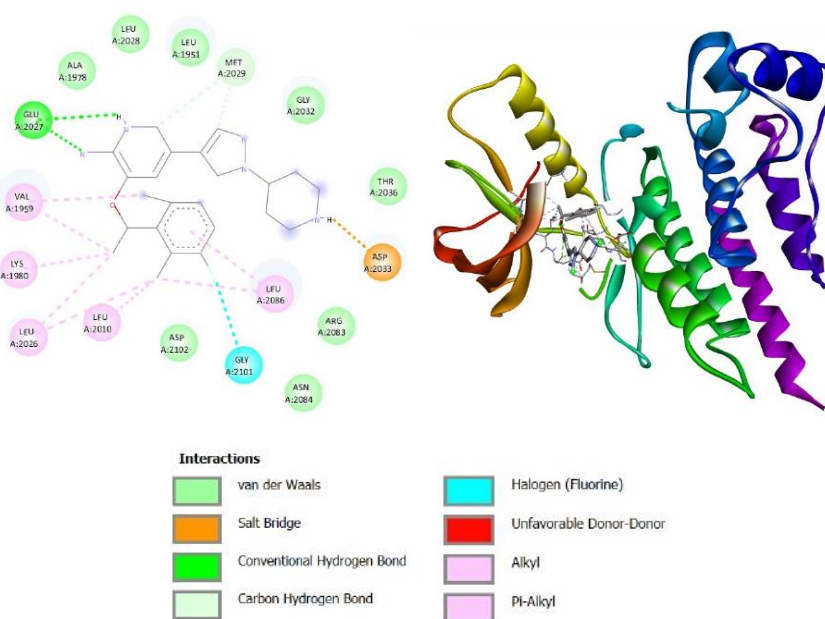 LEU
A:2028
LEU
A:1951
MET
A:2029
ALA
A:1978
GLY
A:2032
GLU
A:2027
H
N
N
N
N
THR
A:2036
VAL
A:1959
O
N H
ASP
A:2033
LYS
A:1980
LEU
A:2086
LEU
A:2010
LEU
A:2026
ASP
A:2102
ARG
A:2083
GLY
A:2101
ASN
A:2084
Interactions
van der Waals
Salt Bridge
Conventional Hydrogen Bond
Carbon Hydrogen Bond
Halogen (Fluorine)
Unfavorable Donor-Donor
Alkyl
Pi-Alkyl